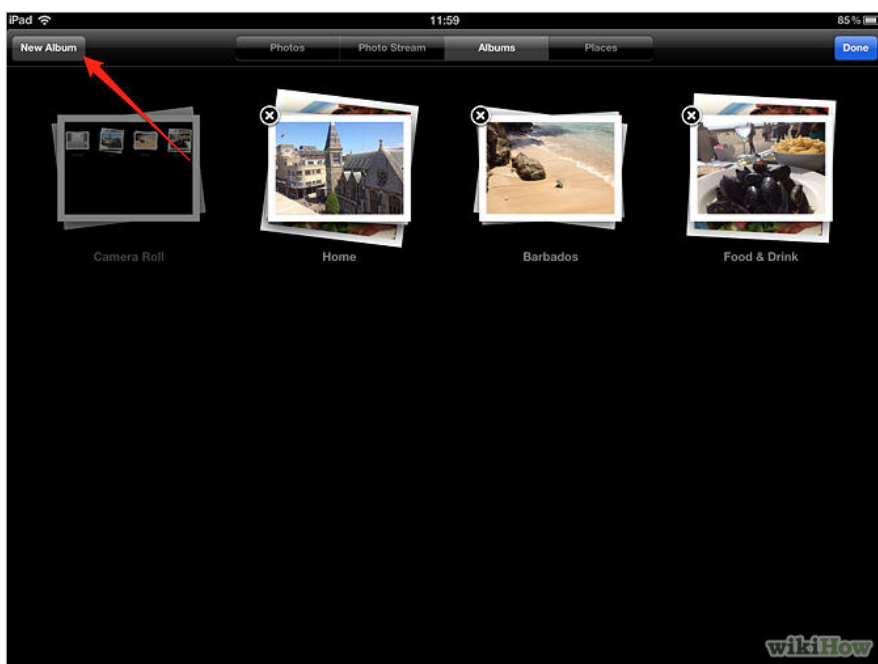 iPad 11:59 85%
New Album Photos Photo Stream Albums Places Done
Camera Roll Home Barbados Food & Drink
wikiHow